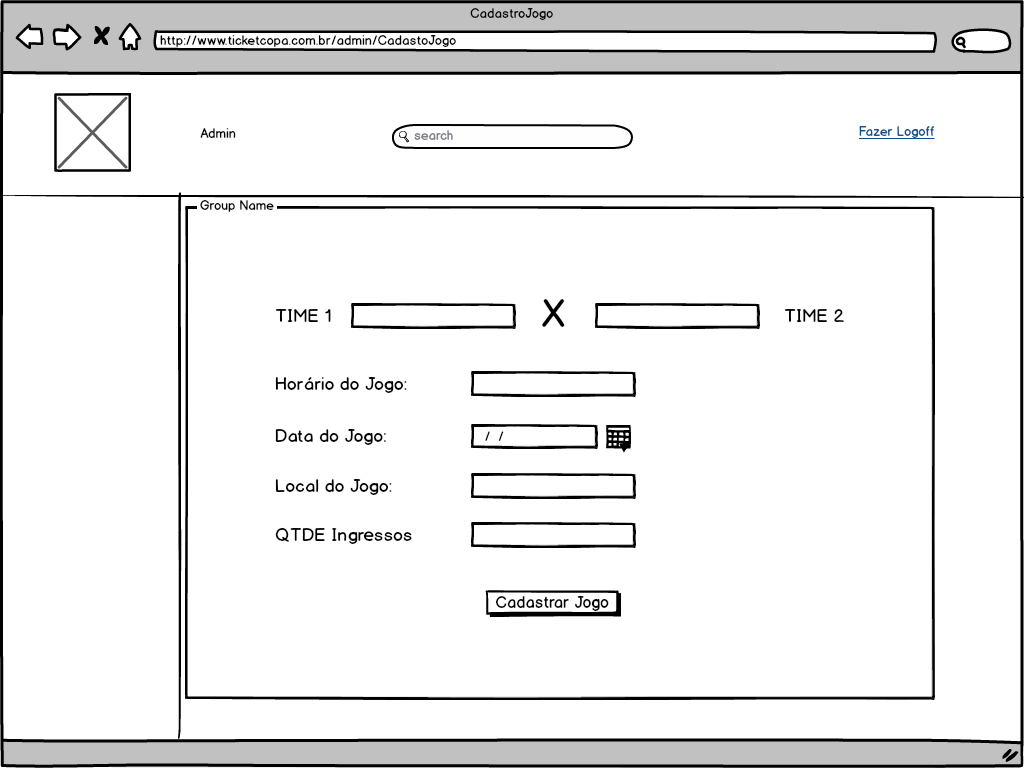 CadastroJogo
http://www.ticketcopa.com.br/admin/CadastoJogo
Admin
search
Fazer Logoff
Group Name
TIME 1 X TIME 2
Horário do Jogo:
Data do Jogo: / /
Local do Jogo:
QTDE Ingressos
Cadastrar Jogo